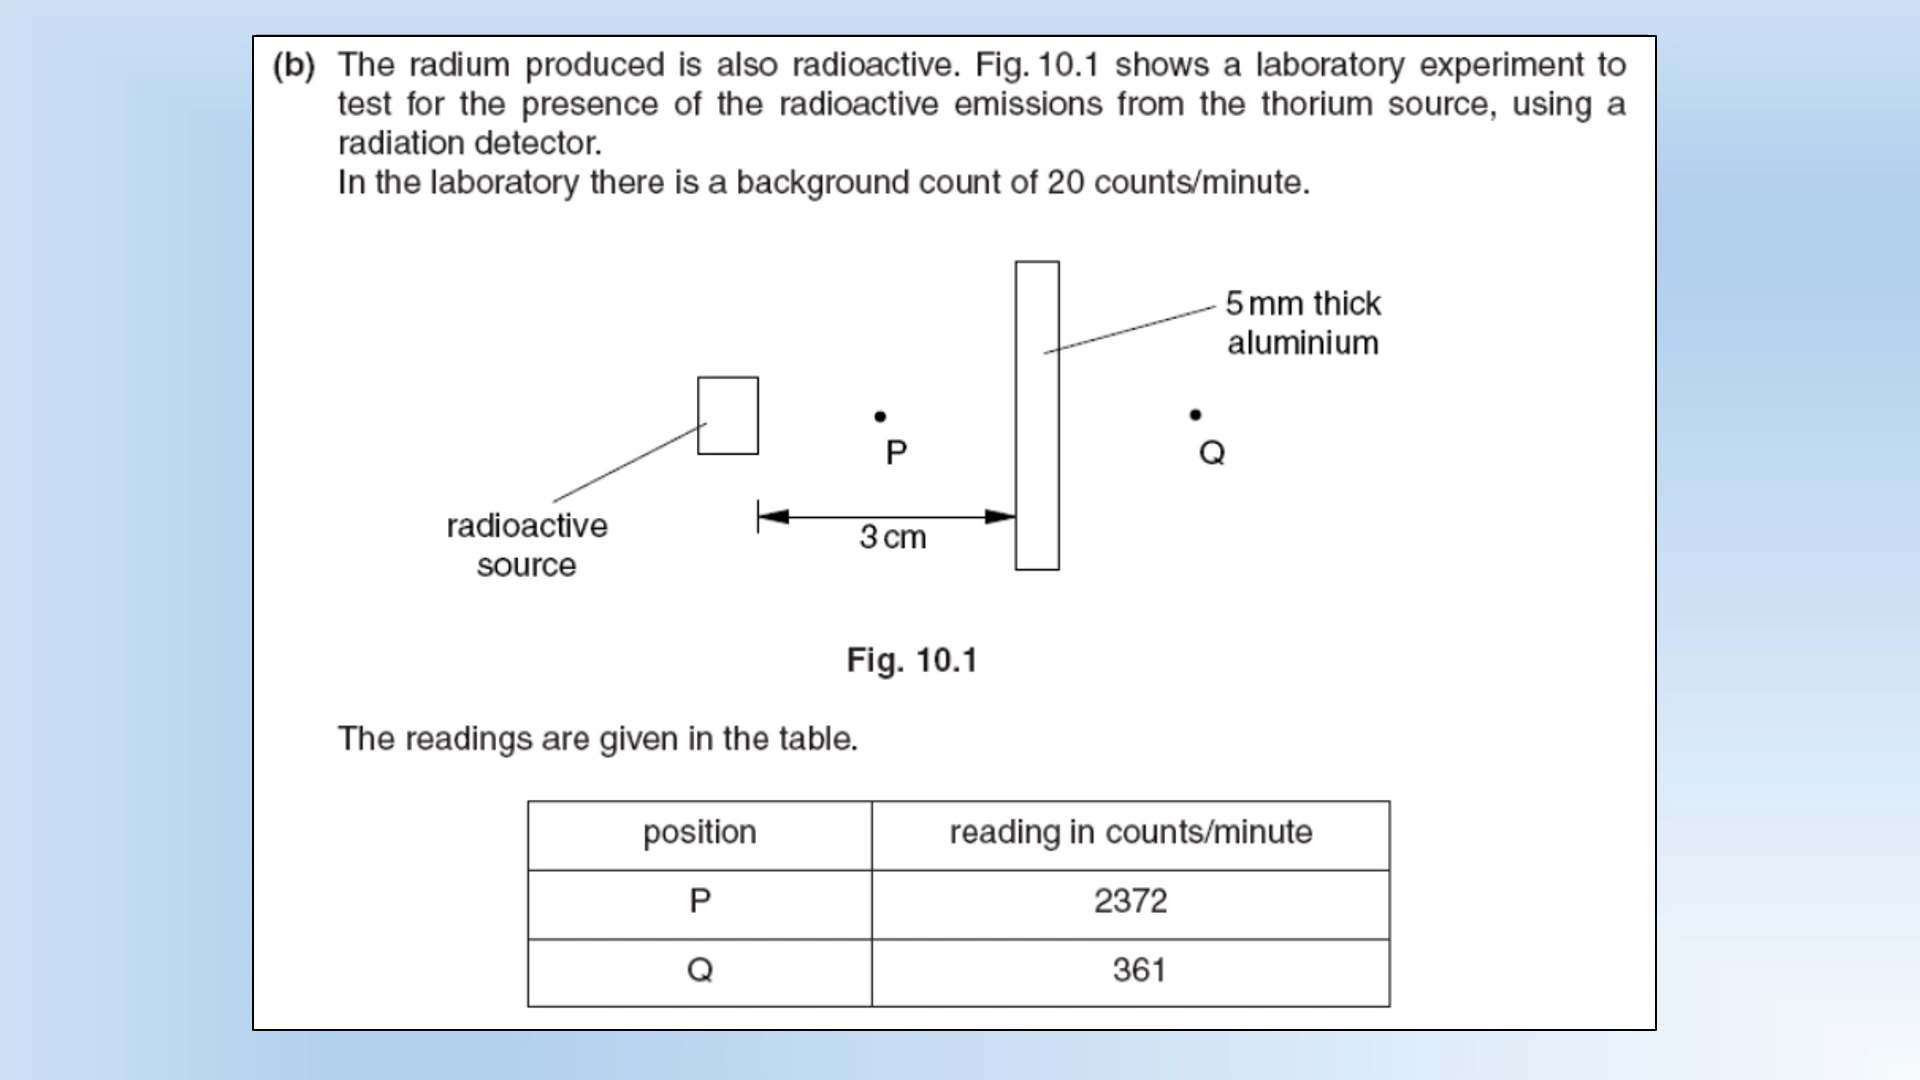 (b) The radium produced is also radioactive. Fig. 10.1 shows a laboratory experiment to
test for the presence of the radioactive emissions from the thorium source, using a
radiation detector.
In the laboratory there is a background count of 20 counts/minute.
5 mm thick
aluminium
P
Q
radioactive
source
3 cm
Fig. 10.1
The readings are given in the table.
position reading in counts/minute
P 2372
Q 361